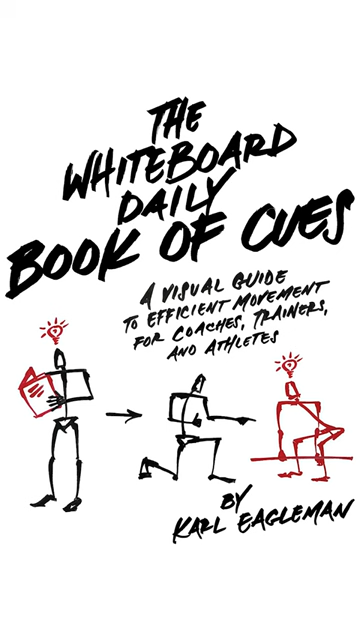 THE
WHITEBOARD
DAILY
BOOK OF CUES
A VISUAL GUIDE
TO EFFICIENT MOVEMENT
FOR COACHES, TRAINERS,
AND ATHLETES
BY
KARL EAGLEMAN